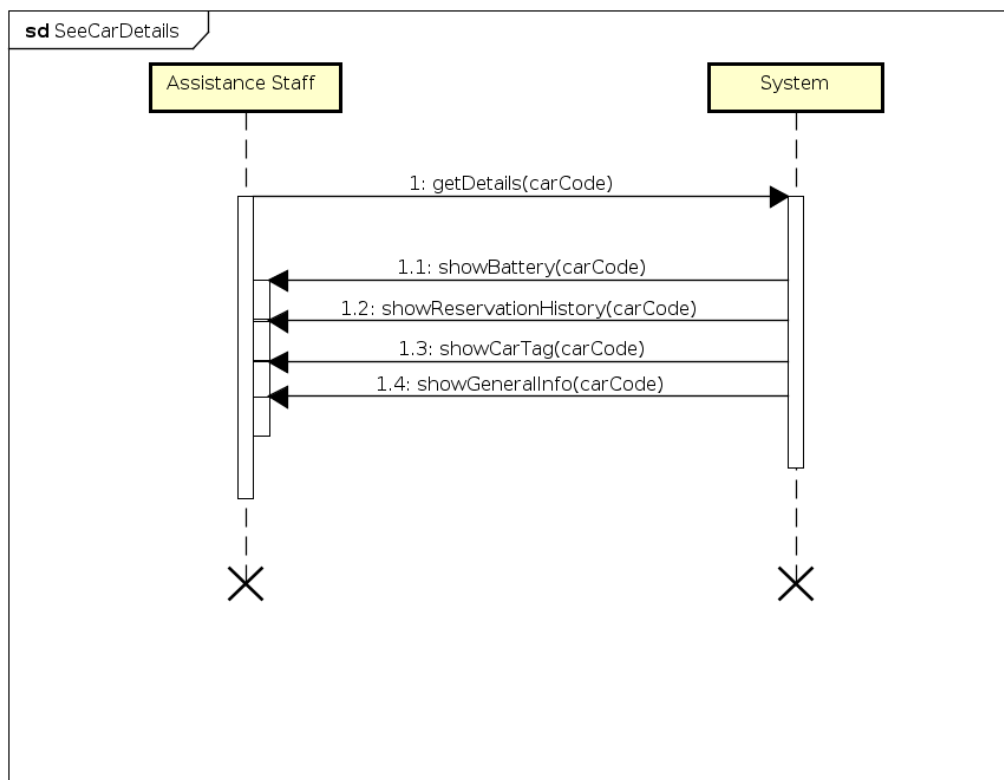 sd SeeCarDetails
Assistance Staff
System
1: getDetails(carCode)
1.1: showBattery(carCode)
1.2: showReservationHistory(carCode)
1.3: showCarTag(carCode)
1.4: showGeneralInfo(carCode)